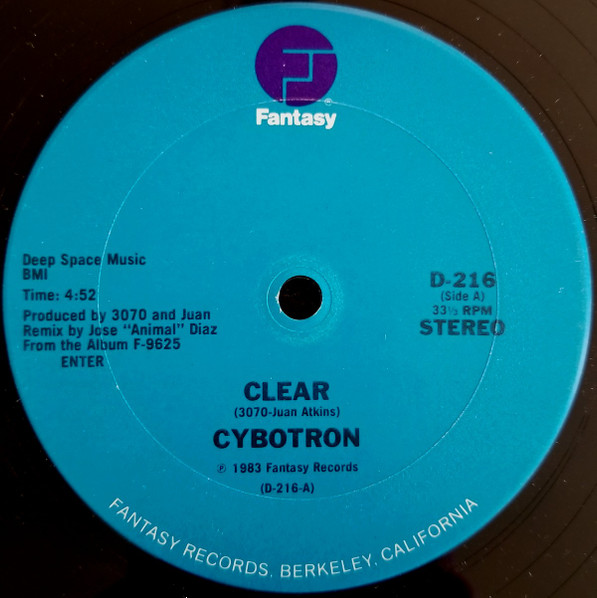 Fantasy®
Deep Space Music
BMI
Time: 4:52
Produced by 3070 and Juan
Remix by Jose "Animal" Diaz
From the Album F-9625
ENTER
D-216
(Side A)
33⅓ RPM
STEREO
CLEAR
(3070-Juan Atkins)
CYBOTRON
℗ 1983 Fantasy Records
(D-216-A)
FANTASY RECORDS, BERKELEY, CALIFORNIA